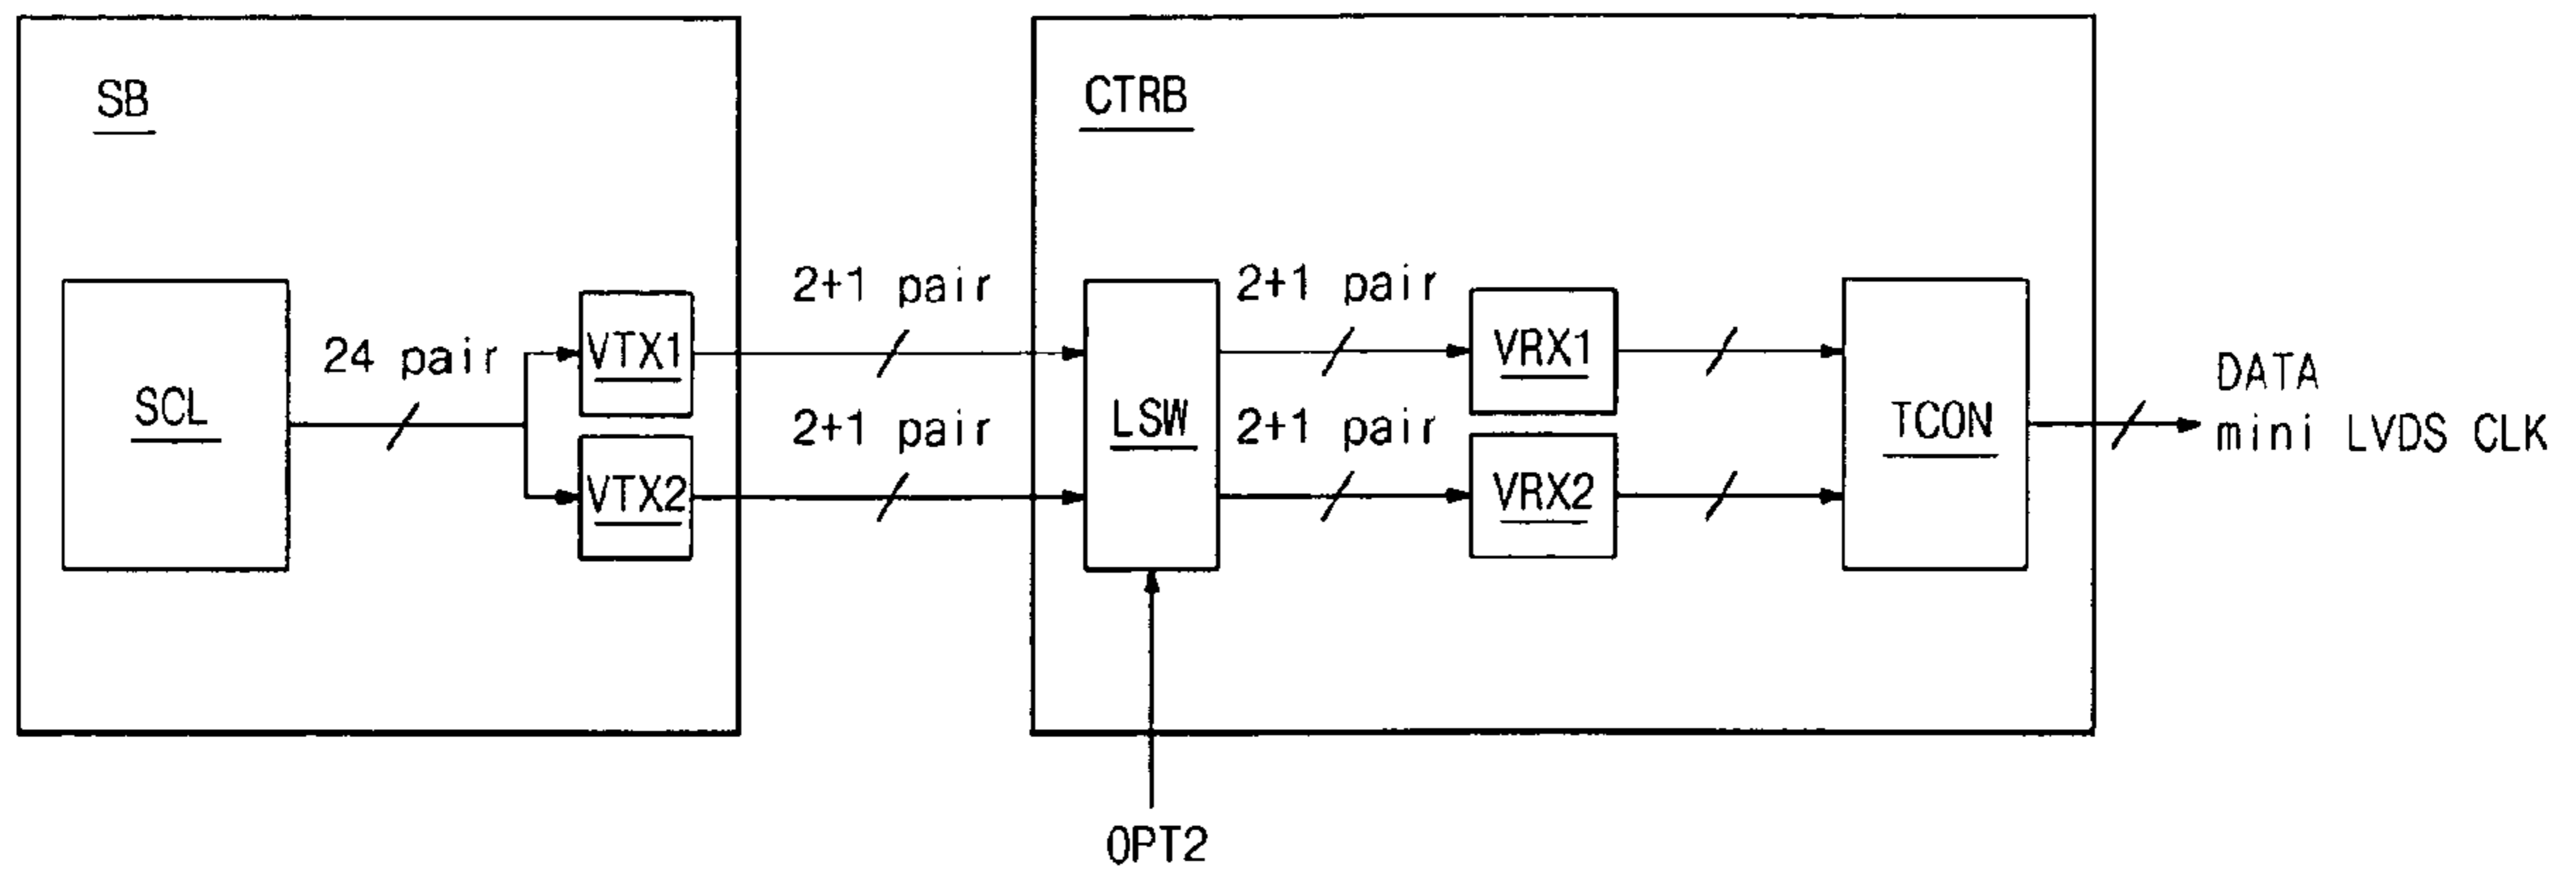 SB
CTRB
2+1 pair
2+1 pair
24 pair
VTX1
VRX1
SCL
2+1 pair
LSW
2+1 pair
TCON
DATA
mini LVDS CLK
VTX2
VRX2
OPT2